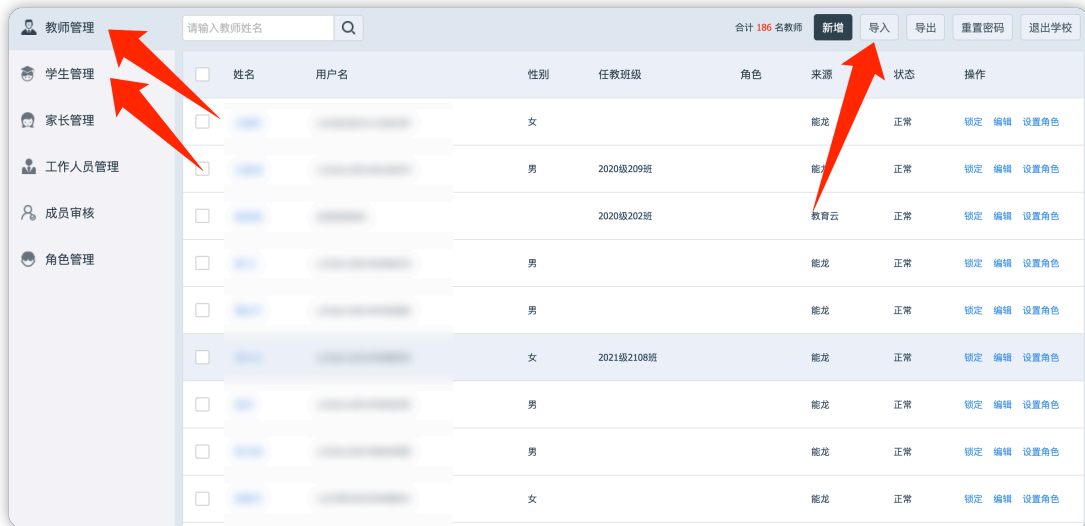 教师管理
学生管理
家长管理
工作人员管理
成员审核
角色管理
请输入教师姓名 合计 186 名教师 新增 导入 导出 重置密码 退出学校
姓名 用户名 性别 任教班级 角色 来源 状态 操作
女 能龙 正常 锁定 编辑 设置角色
男 2020级209班 能龙 正常 锁定 编辑 设置角色
2020级202班 教育云 正常 锁定 编辑 设置角色
男 能龙 正常 锁定 编辑 设置角色
男 能龙 正常 锁定 编辑 设置角色
女 2021级2108班 能龙 正常 锁定 编辑 设置角色
男 能龙 正常 锁定 编辑 设置角色
男 能龙 正常 锁定 编辑 设置角色
女 能龙 正常 锁定 编辑 设置角色